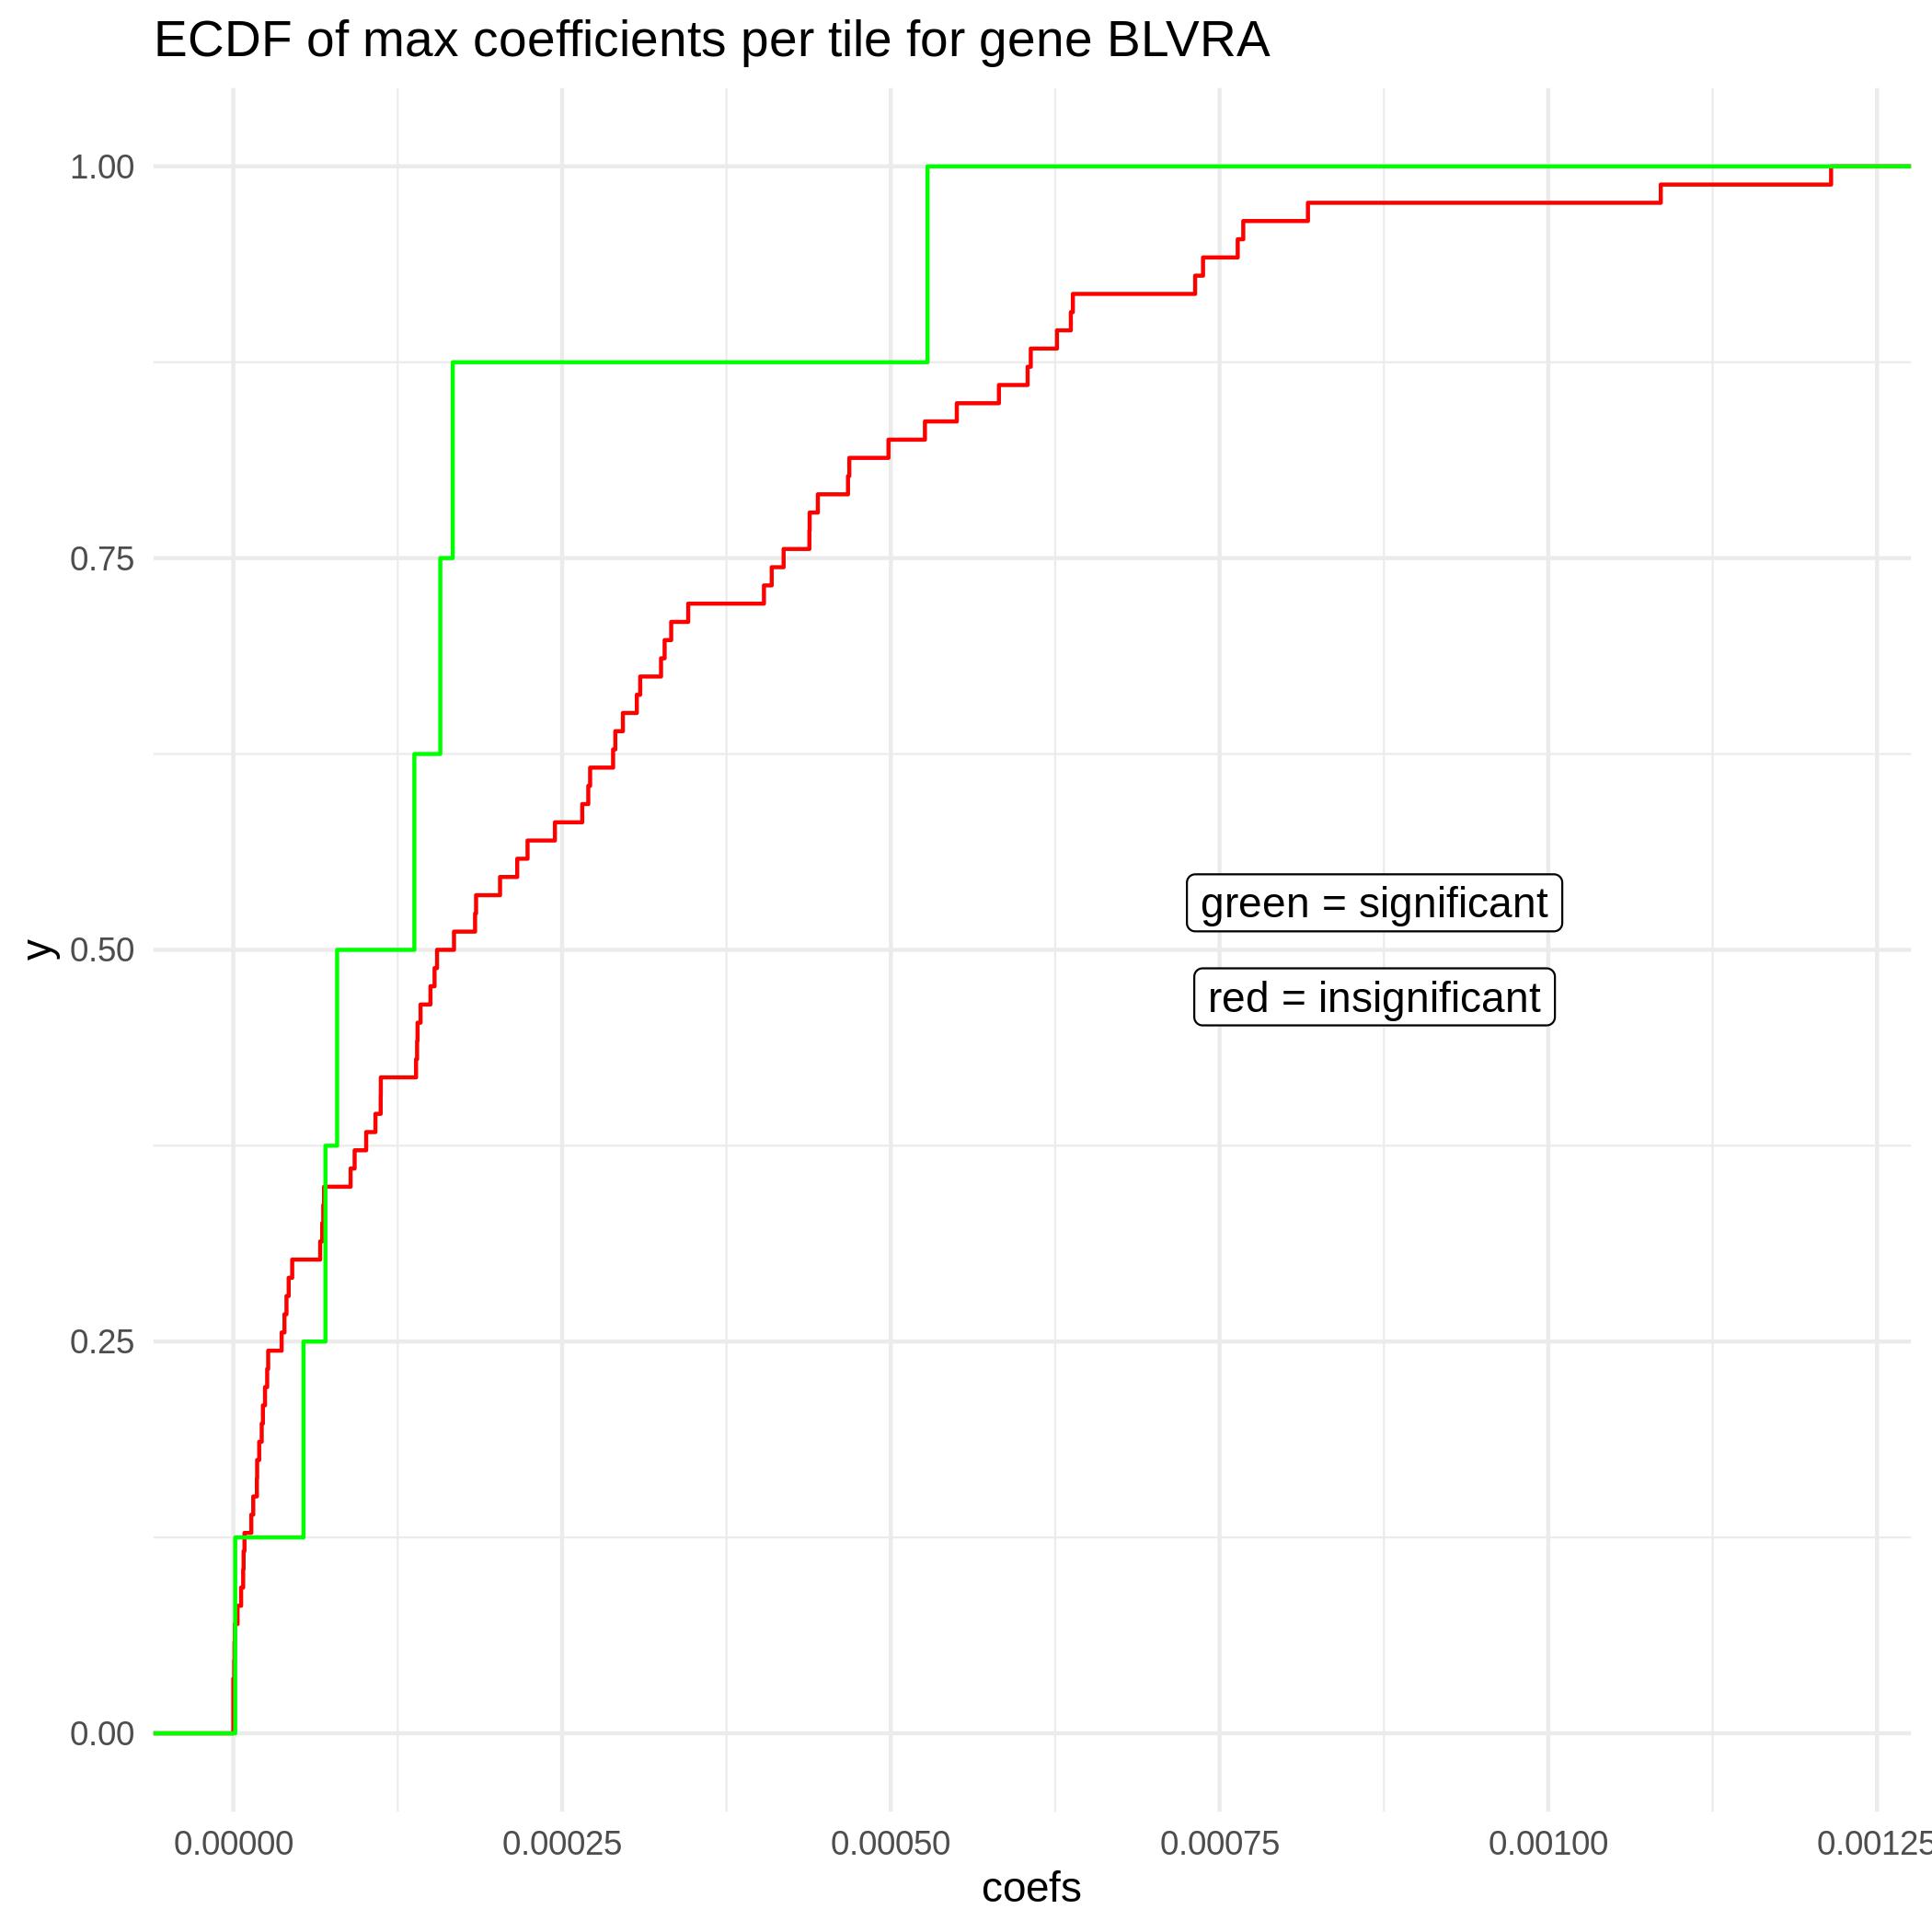 ECDF of max coefficients per tile for gene BLVRA
1.00
0.75
0.50
0.25
0.00
y
green = significant
red = insignificant
0.00000 0.00025 0.00050 0.00075 0.00100 0.00125
coefs